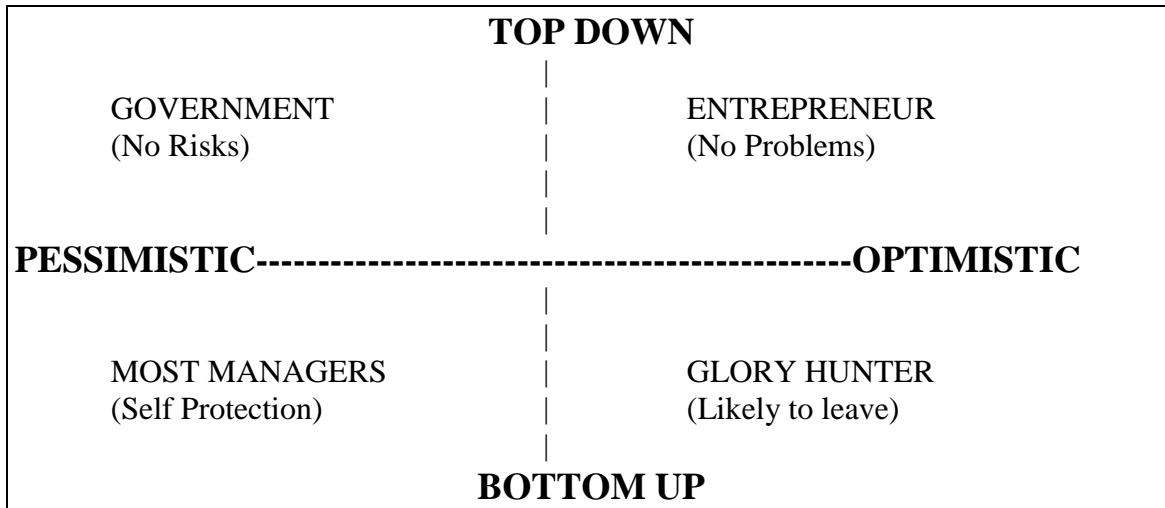 TOP DOWN
GOVERNMENT
(No Risks)
ENTREPRENEUR
(No Problems)
PESSIMISTIC------------------------------------------------OPTIMISTIC
MOST MANAGERS
(Self Protection)
GLORY HUNTER
(Likely to leave)
BOTTOM UP